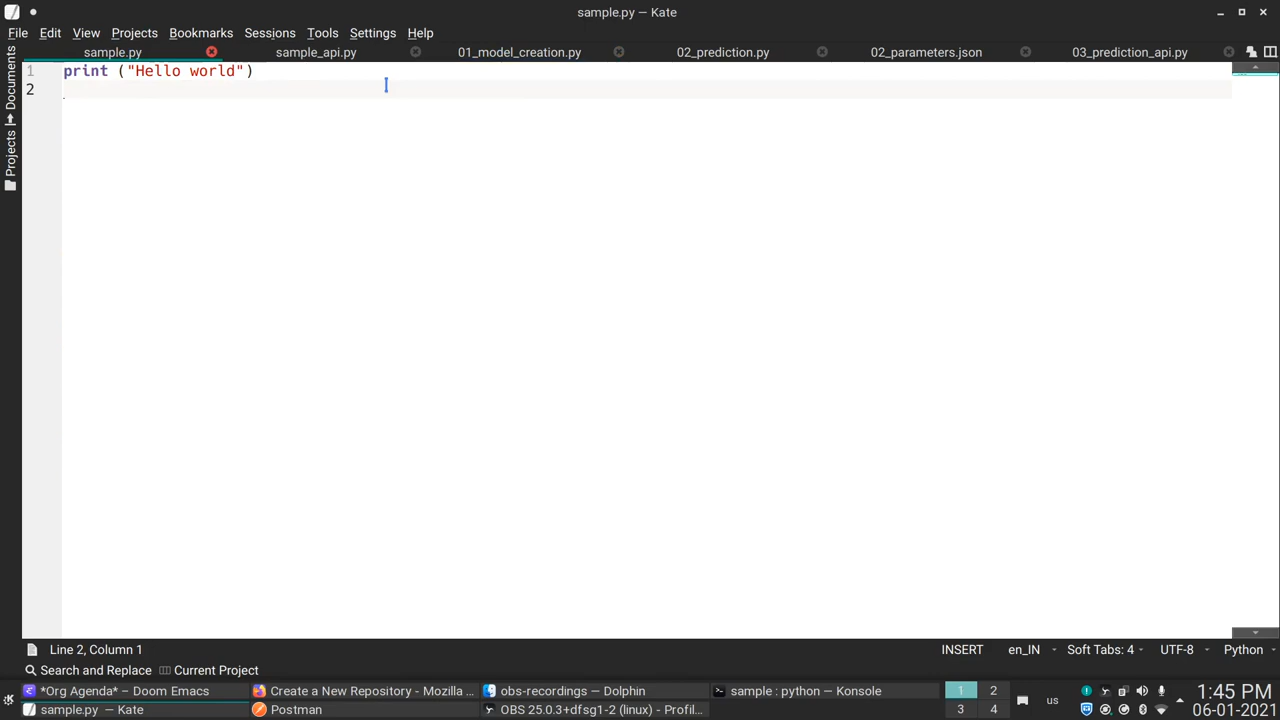 sample.py — Kate
File Edit View Projects Bookmarks Sessions Tools Settings Help
sample.py sample_api.py 01_model_creation.py 02_prediction.py 02_parameters.json 03_prediction_api.py
Documents
Projects
1 print ("Hello world")
2
Line 2, Column 1 INSERT en_IN Soft Tabs: 4 UTF-8 Python
Search and Replace Current Project
*Org Agenda* – Doom Emacs Create a New Repository - Mozilla ... obs-recordings — Dolphin sample : python — Konsole 1 2 us 1:45 PM
sample.py — Kate Postman OBS 25.0.3+dfsg1-2 (linux) - Profil... 3 4 06-01-2021